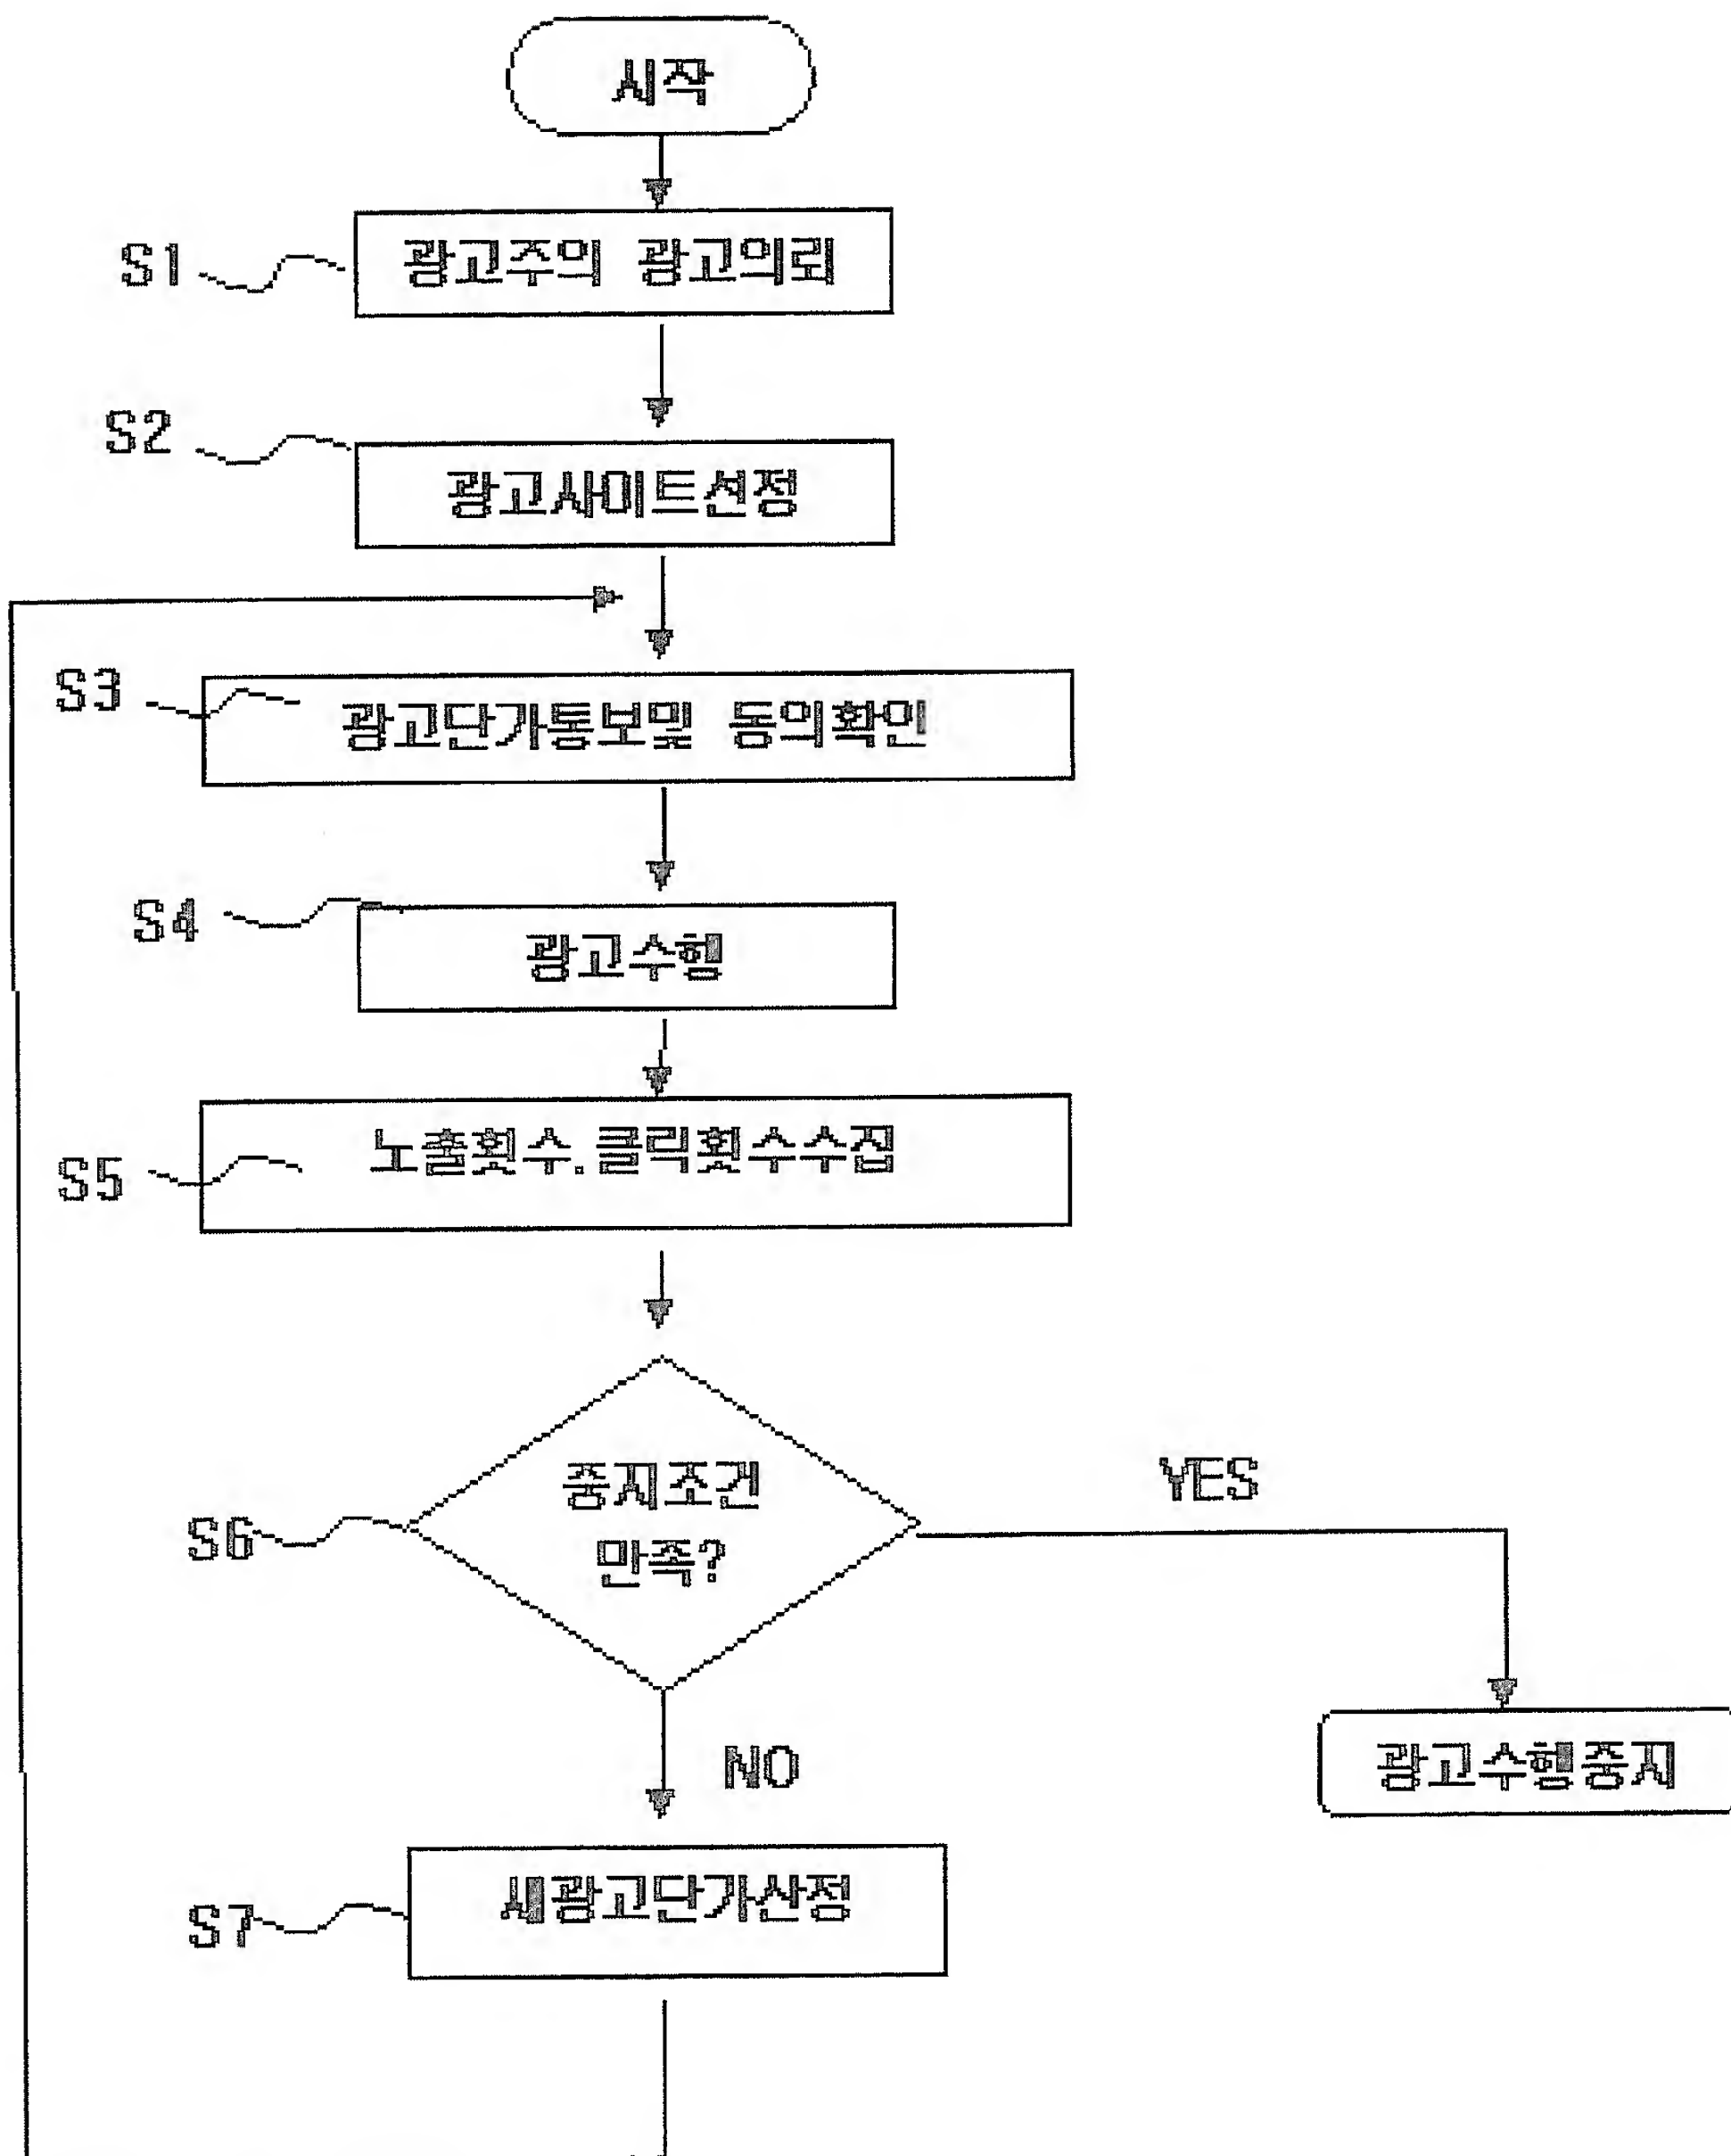 시작
S1
광고주의 광고의뢰
S2
광고사이트선정
S3
광고단가통보및 동의확인
S4
광고수행
S5
노출횟수.클릭횟수수집
S6
중지조건
만족?
YES
NO
광고수행중지
S7
새광고단가산정